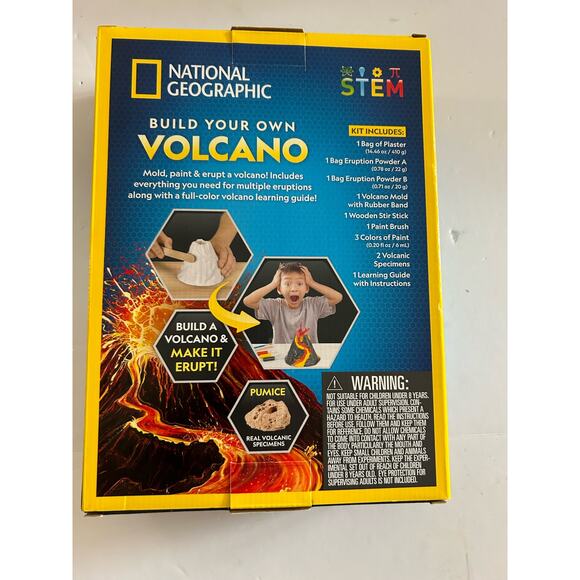 NATIONAL
GEOGRAPHIC
STEM
BUILD YOUR OWN
VOLCANO
Mold, paint & erupt a volcano! Includes
everything you need for multiple eruptions
along with a full-color volcano learning guide!
KIT INCLUDES:
1 Bag of Plaster
(14.46 oz / 410 g)
1 Bag Eruption Powder A
(0.78 oz / 22 g)
1 Bag Eruption Powder B
(0.71 oz / 20 g)
1 Volcano Mold
with Rubber Band
1 Wooden Stir Stick
1 Paint Brush
3 Colors of Paint
(0.20 fl oz / 6 mL)
2 Volcanic
Specimens
1 Learning Guide
with Instructions
BUILD A
VOLCANO &
MAKE IT
ERUPT!
PUMICE
REAL VOLCANIC
SPECIMENS
WARNING:
NOT SUITABLE FOR CHILDREN UNDER 8 YEARS.
FOR USE UNDER ADULT SUPERVISION. CON-
TAINS SOME CHEMICALS WHICH PRESENT A
HAZARD TO HEALTH. READ THE INSTRUCTIONS
BEFORE USE, FOLLOW THEM AND KEEP THEM
FOR REFERENCE. DO NOT ALLOW CHEMICALS
TO COME INTO CONTACT WITH ANY PART OF
THE BODY, PARTICULARLY THE MOUTH AND
EYES. KEEP SMALL CHILDREN AND ANIMALS
AWAY FROM EXPERIMENTS. KEEP THE EXPER-
IMENTAL SET OUT OF REACH OF CHILDREN
UNDER 8 YEARS OLD. EYE PROTECTION FOR
SUPERVISING ADULTS IS NOT INCLUDED.